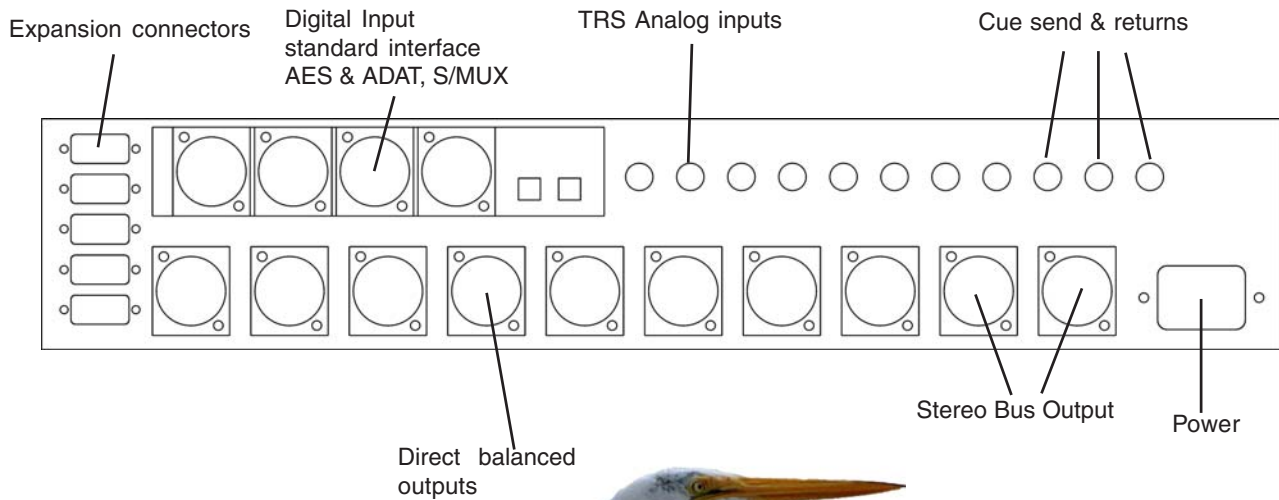 Expansion connectors
Digital Input
standard interface
AES & ADAT, S/MUX
TRS Analog inputs
Cue send & returns
Stereo Bus Output
Power
Direct balanced
outputs